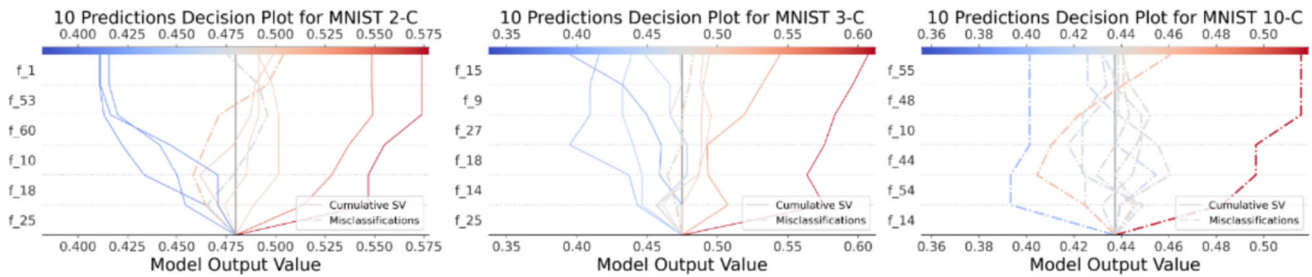 10 Predictions Decision Plot for MNIST 2-C
0.400 0.425 0.450 0.475 0.500 0.525 0.550 0.575
f_1
f_53
f_60
f_10
f_18
f_25
Cumulative SV
Misclassifications
0.400 0.425 0.450 0.475 0.500 0.525 0.550 0.575
Model Output Value
10 Predictions Decision Plot for MNIST 3-C
0.35 0.40 0.45 0.50 0.55 0.60
f_15
f_9
f_27
f_18
f_14
f_25
Cumulative SV
Misclassifications
0.35 0.40 0.45 0.50 0.55 0.60
Model Output Value
10 Predictions Decision Plot for MNIST 10-C
0.36 0.38 0.40 0.42 0.44 0.46 0.48 0.50
f_55
f_48
f_10
f_44
f_54
f_14
Cumulative SV
Misclassifications
0.36 0.38 0.40 0.42 0.44 0.46 0.48 0.50
Model Output Value